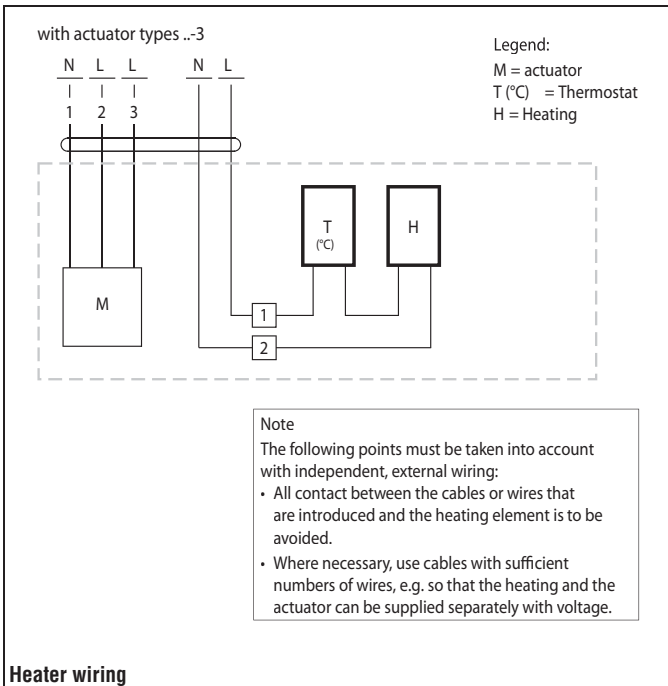 with actuator types ..-3
Legend:
M = actuator
T (°C) = Thermostat
H = Heating
N L L N L
1 2 3
T
(°C)
H
M
1
2
Note
The following points must be taken into account
with independent, external wiring:
• All contact between the cables or wires that
are introduced and the heating element is to be
avoided.
• Where necessary, use cables with sufficient
numbers of wires, e.g. so that the heating and the
actuator can be supplied separately with voltage.
Heater wiring